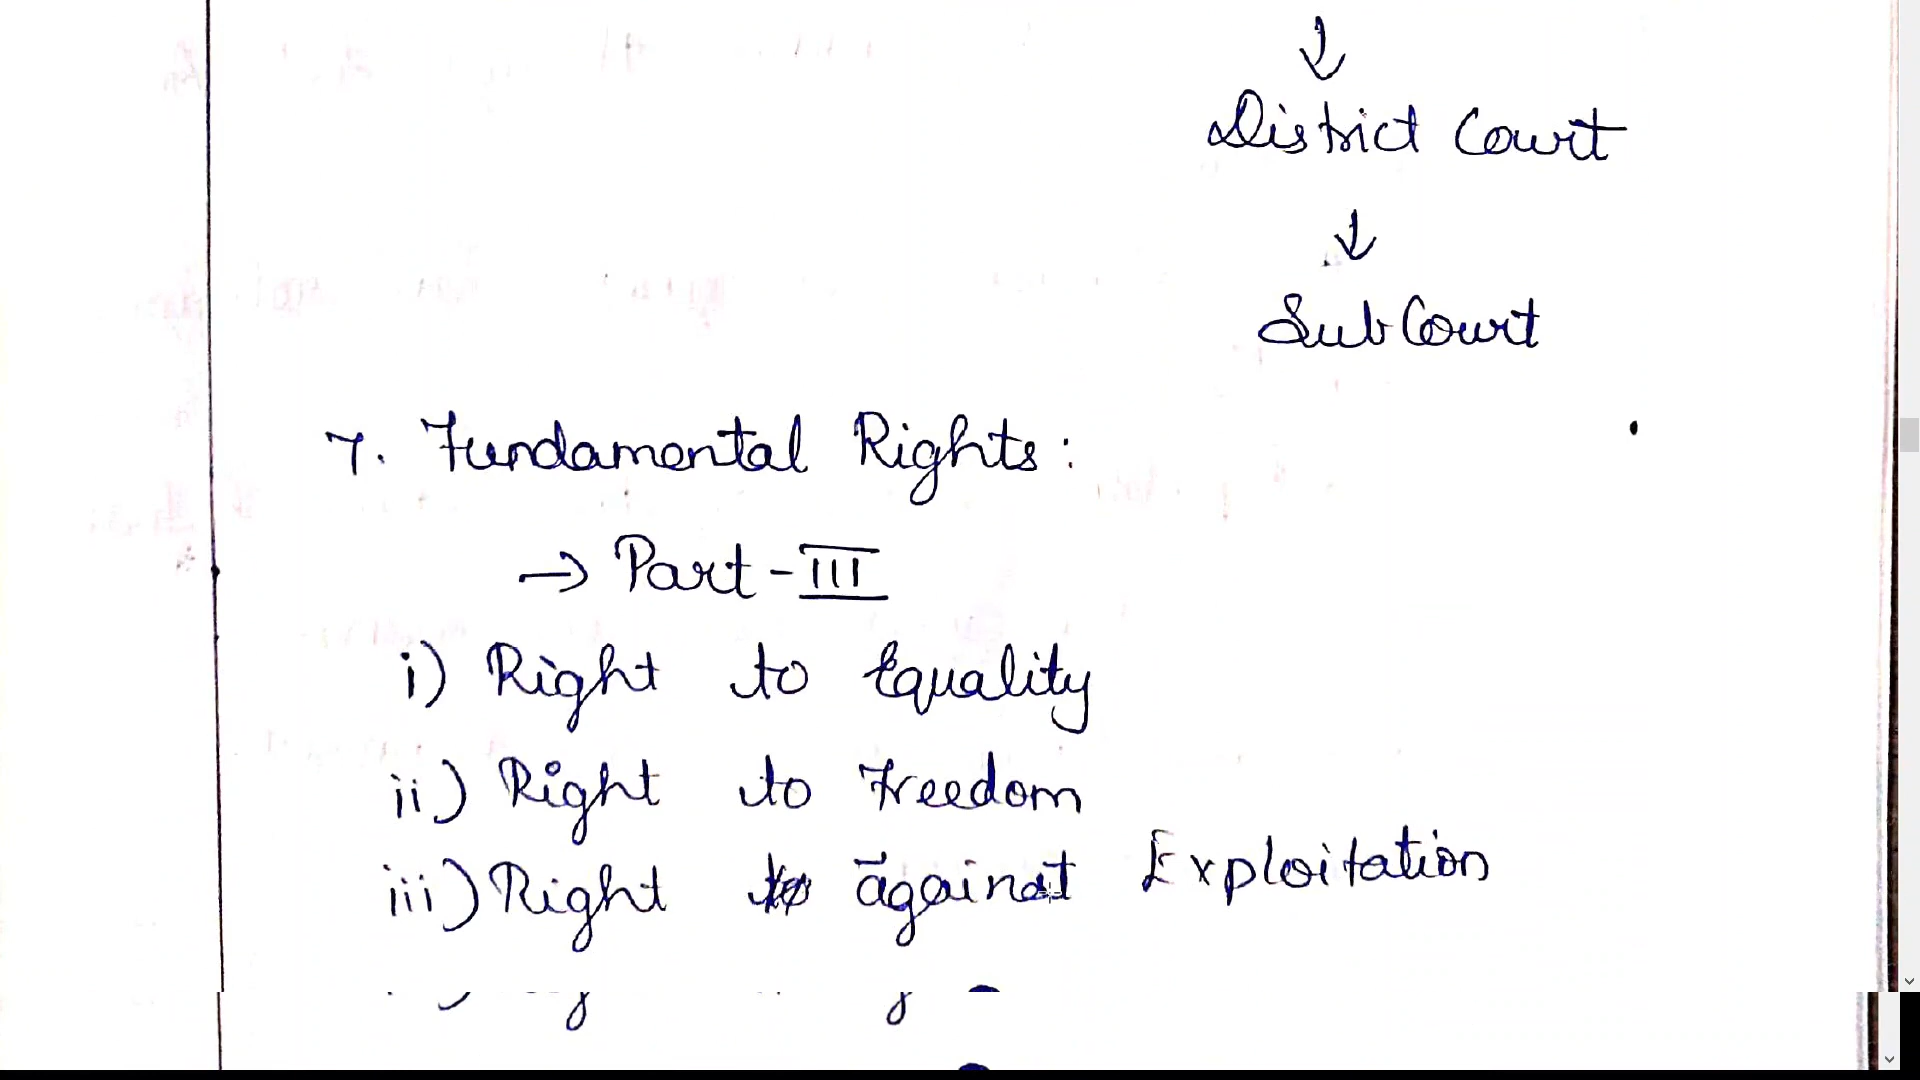 ↓
District Court
↓
Sub Court
7. Fundamental Rights:
→ Part - III
i) Right to Equality
ii) Right to Freedom
iii) Right against Exploitation